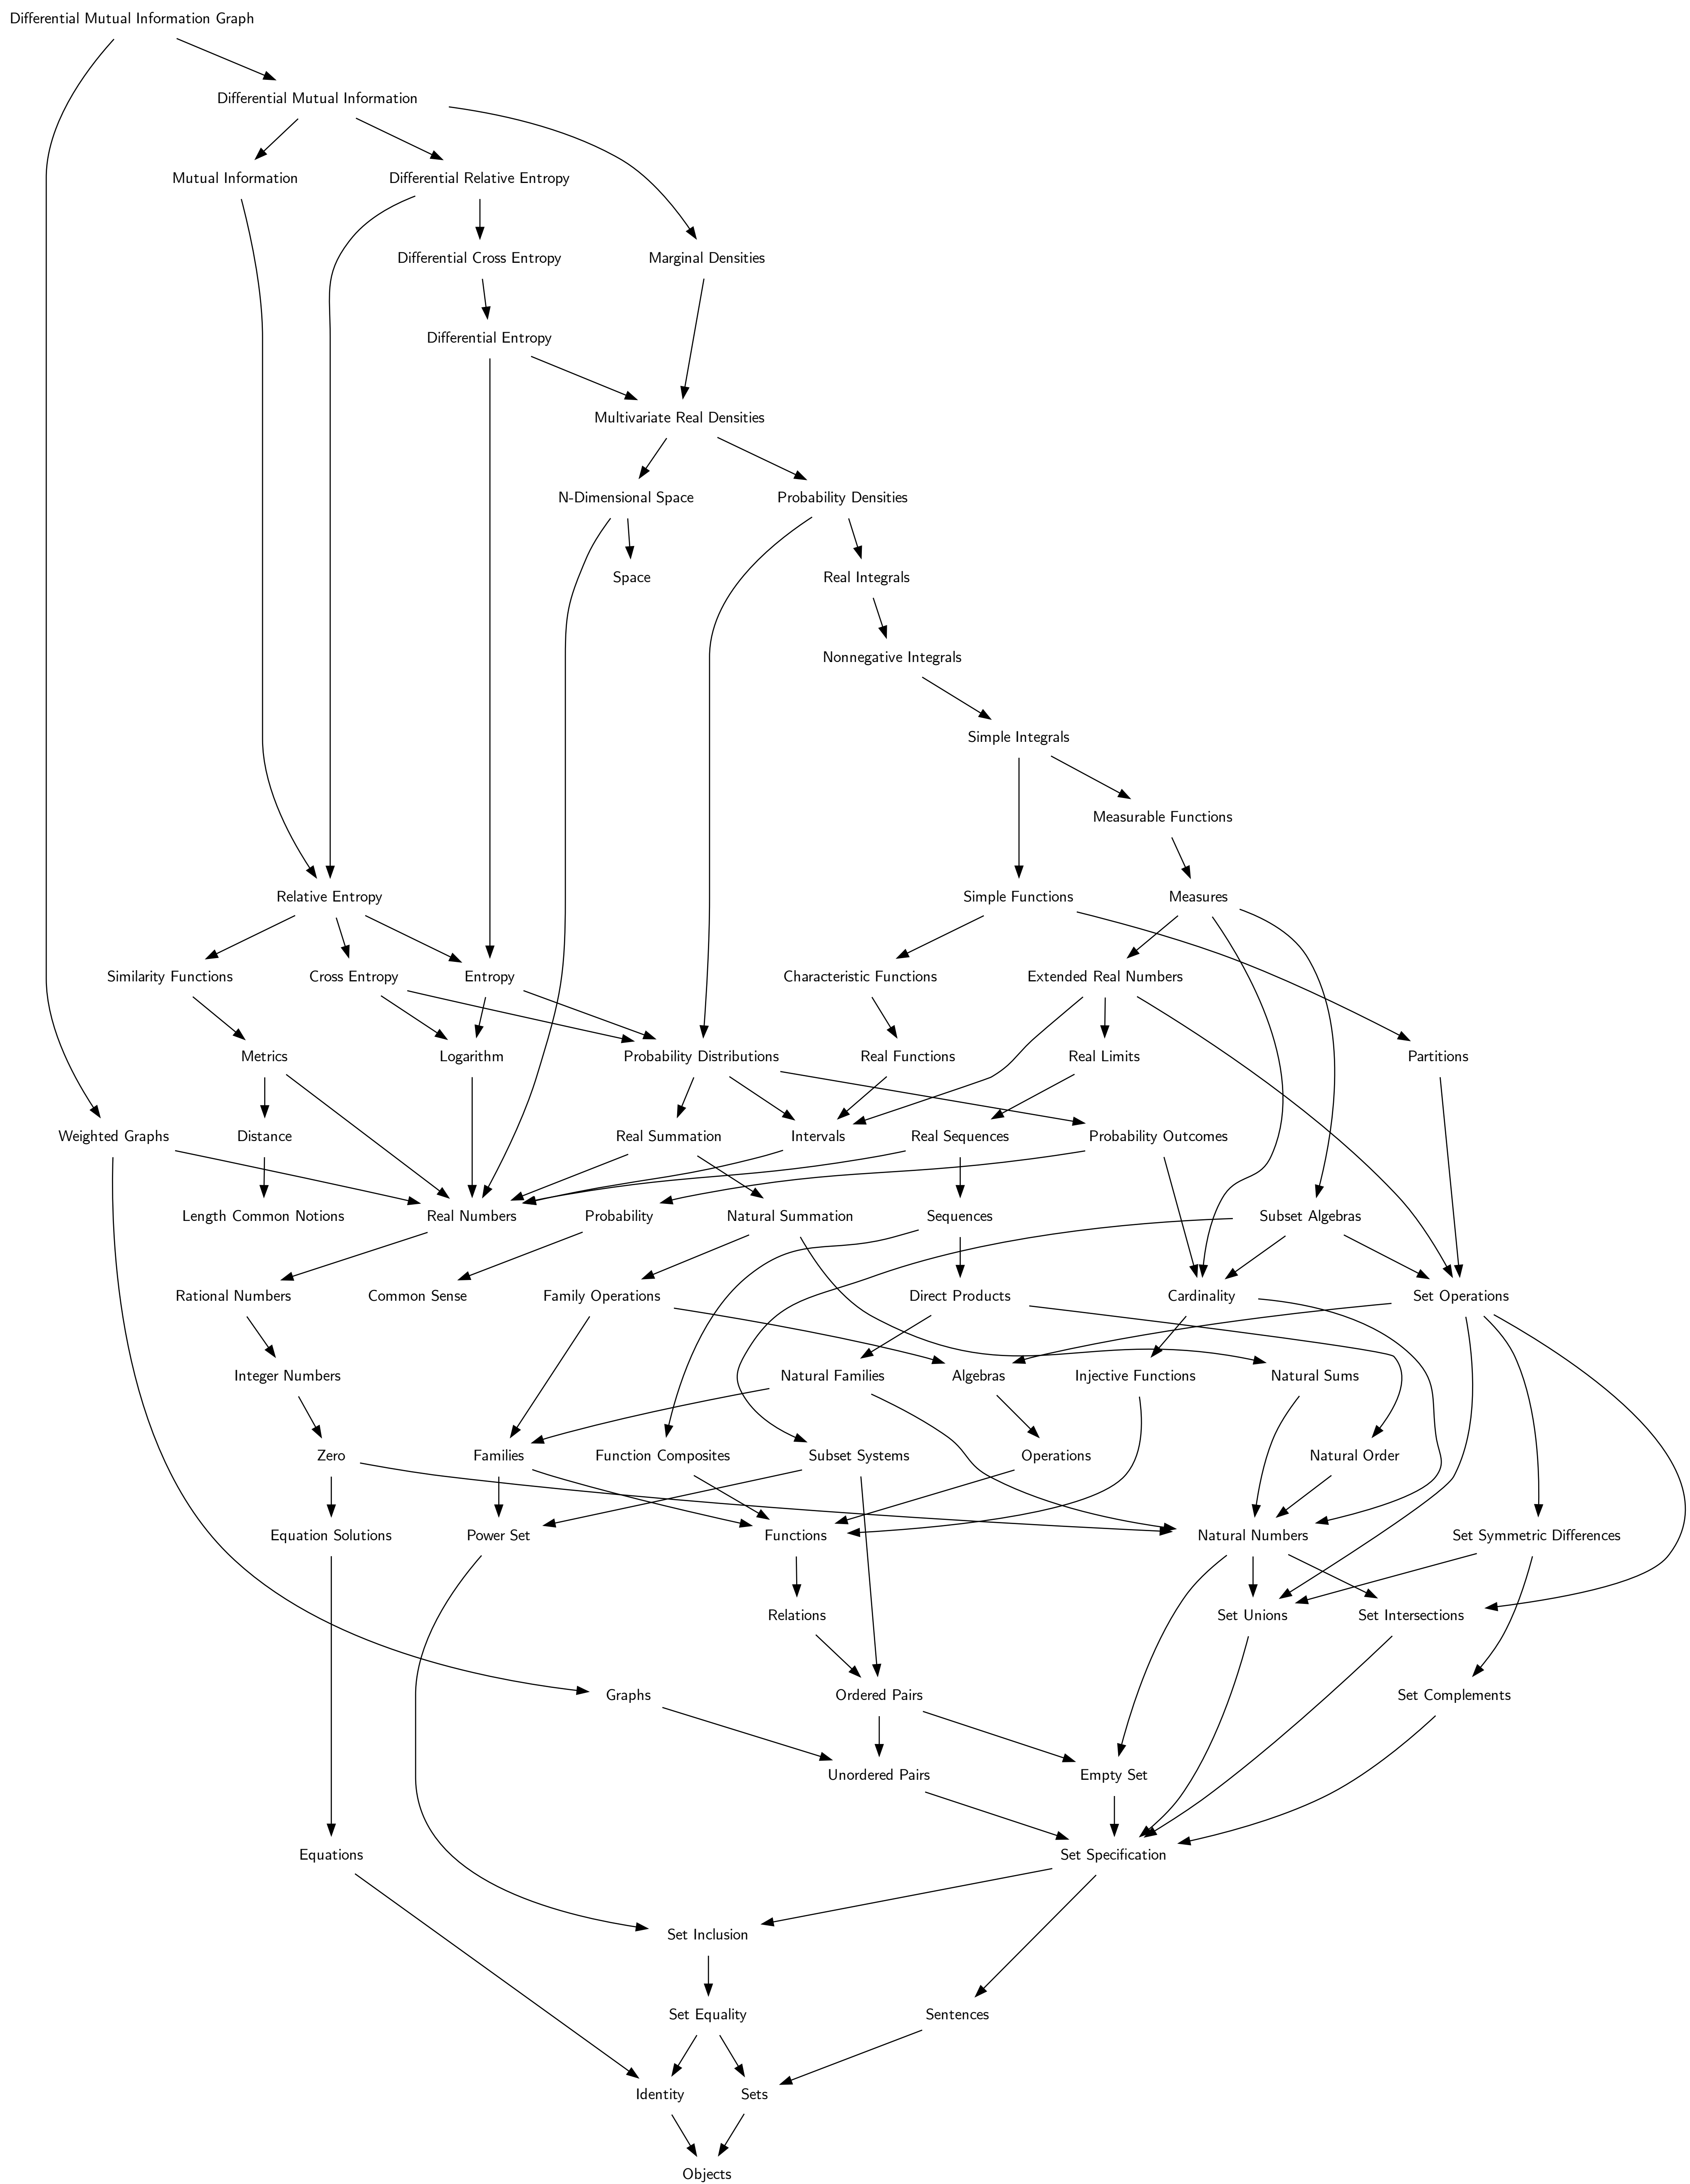 Differential Mutual Information Graph
Differential Mutual Information
Mutual Information
Differential Relative Entropy
Differential Cross Entropy
Marginal Densities
Differential Entropy
Multivariate Real Densities
N-Dimensional Space
Probability Densities
Space
Real Integrals
Nonnegative Integrals
Simple Integrals
Measurable Functions
Relative Entropy
Simple Functions
Measures
Similarity Functions
Cross Entropy
Entropy
Characteristic Functions
Extended Real Numbers
Metrics
Logarithm
Probability Distributions
Real Functions
Real Limits
Partitions
Weighted Graphs
Distance
Real Summation
Intervals
Real Sequences
Probability Outcomes
Length Common Notions
Real Numbers
Probability
Natural Summation
Sequences
Subset Algebras
Rational Numbers
Common Sense
Family Operations
Direct Products
Cardinality
Set Operations
Integer Numbers
Natural Families
Algebras
Injective Functions
Natural Sums
Zero
Families
Function Composites
Subset Systems
Operations
Natural Order
Equation Solutions
Power Set
Functions
Natural Numbers
Set Symmetric Differences
Relations
Set Unions
Set Intersections
Graphs
Ordered Pairs
Set Complements
Unordered Pairs
Empty Set
Equations
Set Specification
Set Inclusion
Set Equality
Sentences
Identity
Sets
Objects